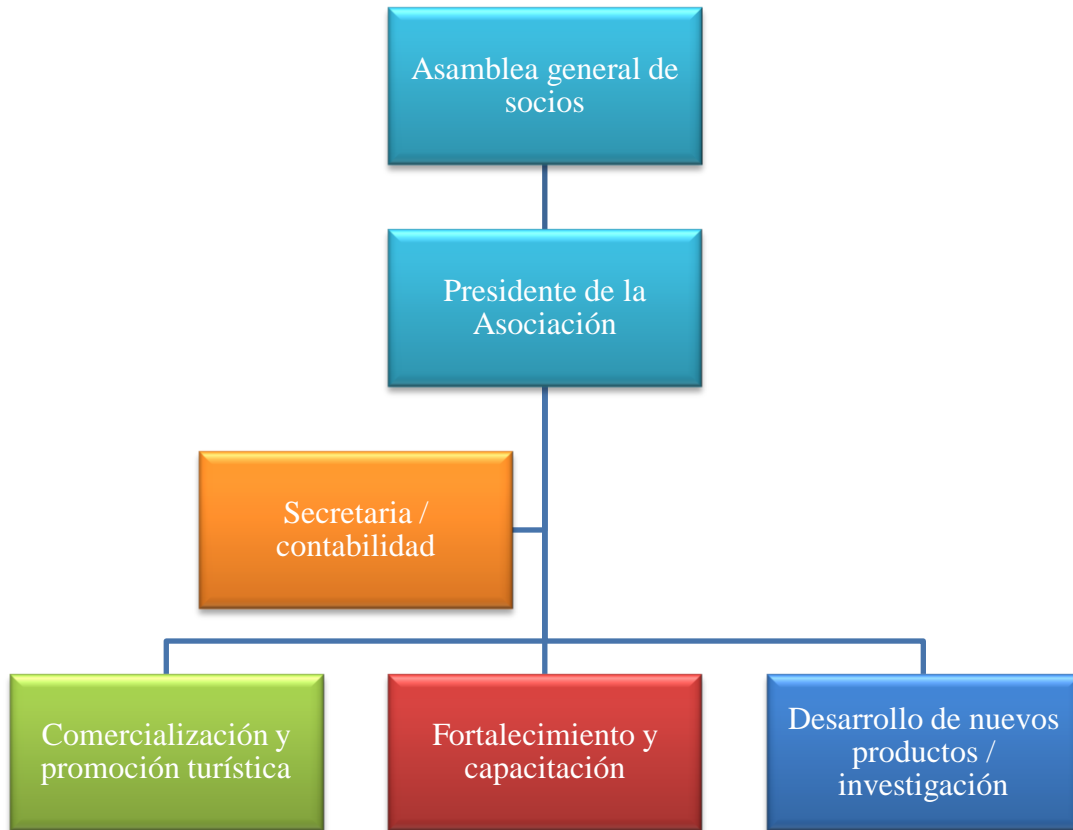 Asamblea general de
socios
Presidente de la
Asociación
Secretaria /
contabilidad
Comercialización y
promoción turística
Fortalecimiento y
capacitación
Desarrollo de nuevos
productos /
investigación